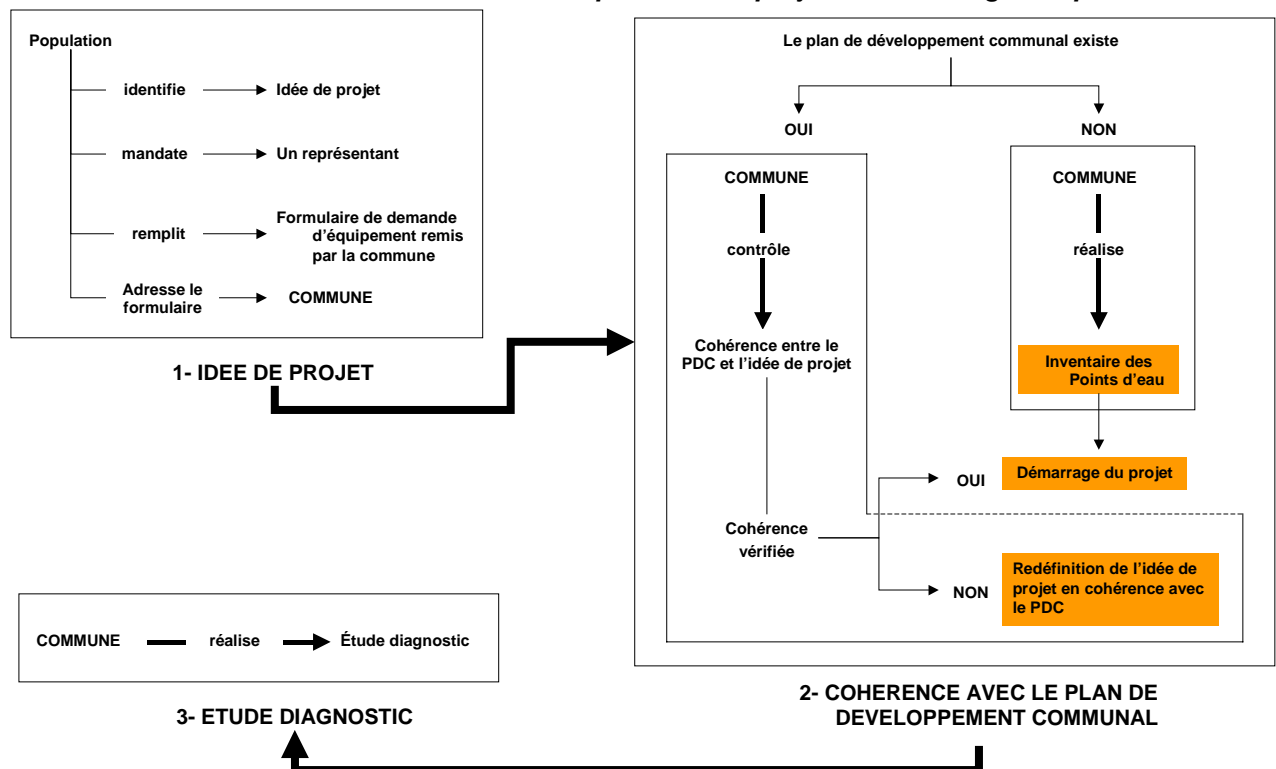 Population
identifie
Idée de projet
mandate
Un représentant
remplit
Formulaire de demande
d'équipement remis
par la commune
Adresse le
formulaire
COMMUNE
1- IDEE DE PROJET
Le plan de développement communal existe
OUI
NON
COMMUNE
contrôle
Cohérence entre le
PDC et l'idée de projet
COMMUNE
réalise
Inventaire des
Points d'eau
Cohérence
vérifiée
OUI
Démarrage du projet
NON
Redéfinition de l'idée de
projet en cohérence avec
le PDC
2- COHERENCE AVEC LE PLAN DE
DEVELOPPEMENT COMMUNAL
COMMUNE
réalise
Étude diagnostic
3- ETUDE DIAGNOSTIC